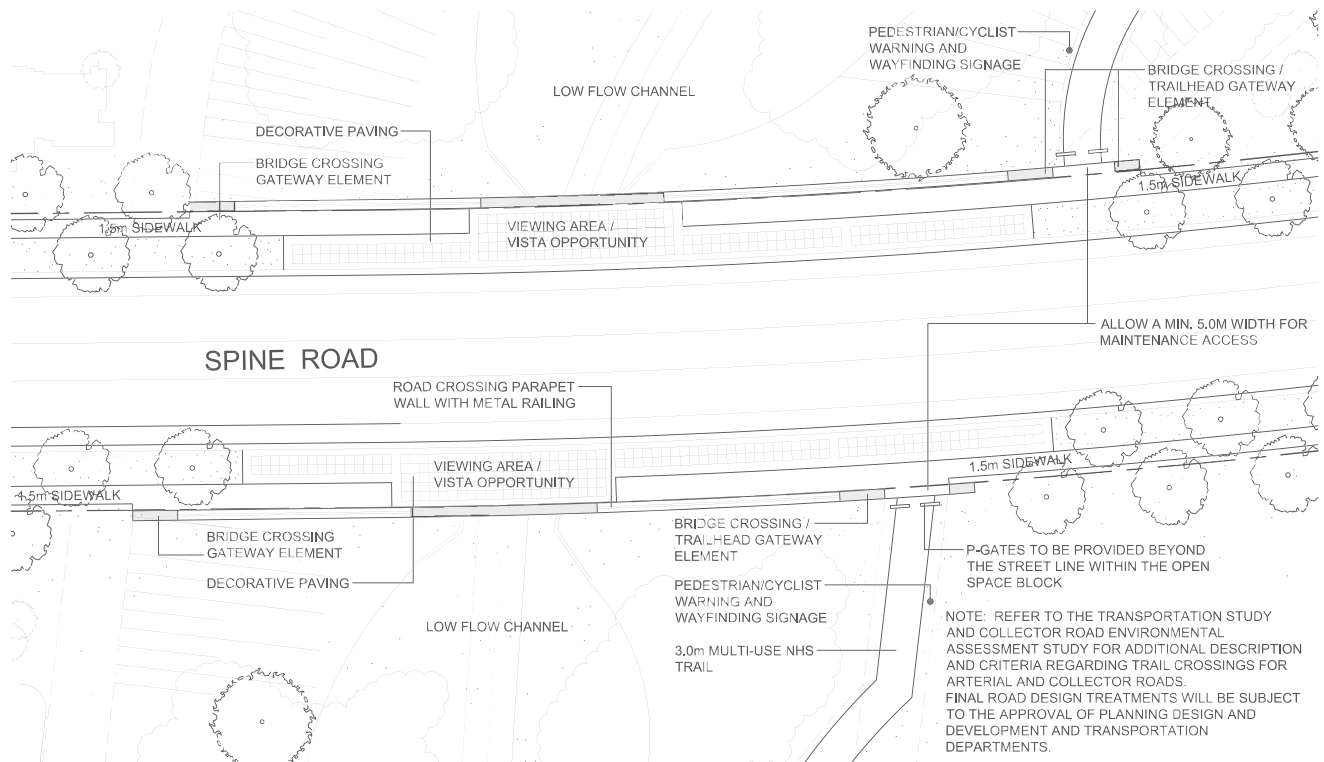 PEDESTRIAN/CYCLIST
WARNING AND
WAYFINDING SIGNAGE
BRIDGE CROSSING /
TRAILHEAD GATEWAY
ELEMENT
LOW FLOW CHANNEL
DECORATIVE PAVING
BRIDGE CROSSING
GATEWAY ELEMENT
1.5m SIDEWALK
1.5m SIDEWALK
VIEWING AREA /
VISTA OPPORTUNITY
ALLOW A MIN. 5.0M WIDTH FOR
MAINTENANCE ACCESS
SPINE ROAD
ROAD CROSSING PARAPET
WALL WITH METAL RAILING
VIEWING AREA /
VISTA OPPORTUNITY
1.5m SIDEWALK
1.5m SIDEWALK
BRIDGE CROSSING
GATEWAY ELEMENT
DECORATIVE PAVING
BRIDGE CROSSING /
TRAILHEAD GATEWAY
ELEMENT
P-GATES TO BE PROVIDED BEYOND
THE STREET LINE WITHIN THE OPEN
SPACE BLOCK
PEDESTRIAN/CYCLIST
WARNING AND
WAYFINDING SIGNAGE
LOW FLOW CHANNEL
3.0m MULTI-USE NHS
TRAIL
NOTE: REFER TO THE TRANSPORTATION STUDY
AND COLLECTOR ROAD ENVIRONMENTAL
ASSESSMENT STUDY FOR ADDITIONAL DESCRIPTION
AND CRITERIA REGARDING TRAIL CROSSINGS FOR
ARTERIAL AND COLLECTOR ROADS.
FINAL ROAD DESIGN TREATMENTS WILL BE SUBJECT
TO THE APPROVAL OF PLANNING DESIGN AND
DEVELOPMENT AND TRANSPORTATION
DEPARTMENTS.